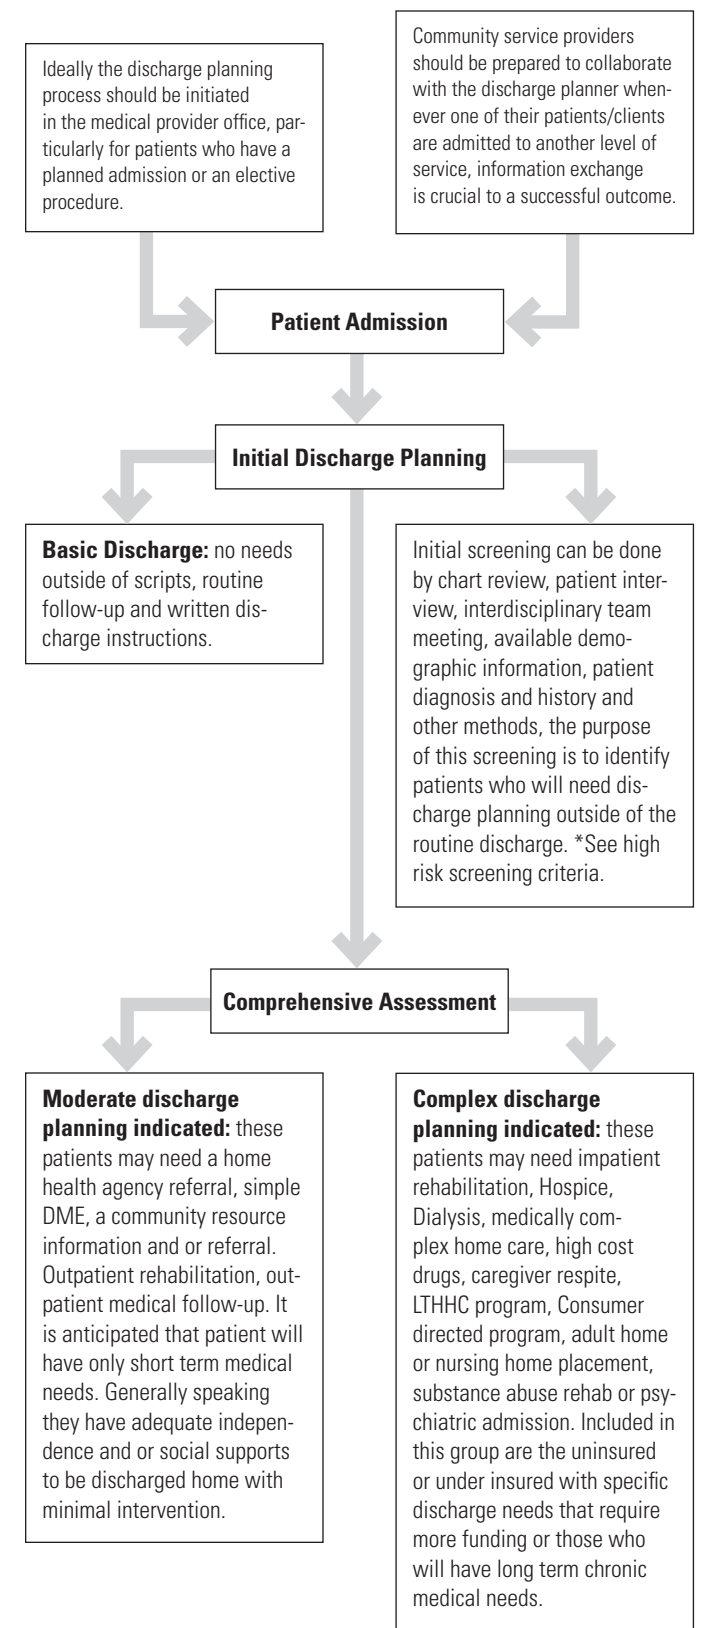 Ideally the discharge planning
process should be initiated
in the medical provider office, par-
ticularly for patients who have a
planned admission or an elective
procedure.
Community service providers
should be prepared to collaborate
with the discharge planner when-
ever one of their patients/clients
are admitted to another level of
service, information exchange
is crucial to a successful outcome.
Patient Admission
Initial Discharge Planning
Basic Discharge: no needs
outside of scripts, routine
follow-up and written dis-
charge instructions.
Initial screening can be done
by chart review, patient inter-
view, interdisciplinary team
meeting, available demo-
graphic information, patient
diagnosis and history and
other methods, the purpose
of this screening is to identify
patients who will need dis-
charge planning outside of the
routine discharge. *See high
risk screening criteria.
Comprehensive Assessment
Moderate discharge
planning indicated: these
patients may need a home
health agency referral, simple
DME, a community resource
information and or referral.
Outpatient rehabilitation, out-
patient medical follow-up. It
is anticipated that patient will
have only short term medical
needs. Generally speaking
they have adequate indepen-
dence and or social supports
to be discharged home with
minimal intervention.
Complex discharge
planning indicated: these
patients may need impatient
rehabilitation, Hospice,
Dialysis, medically com-
plex home care, high cost
drugs, caregiver respite,
LTHHC program, Consumer
directed program, adult home
or nursing home placement,
substance abuse rehab or psy-
chiatric admission. Included in
this group are the uninsured
or under insured with specific
discharge needs that require
more funding or those who
will have long term chronic
medical needs.